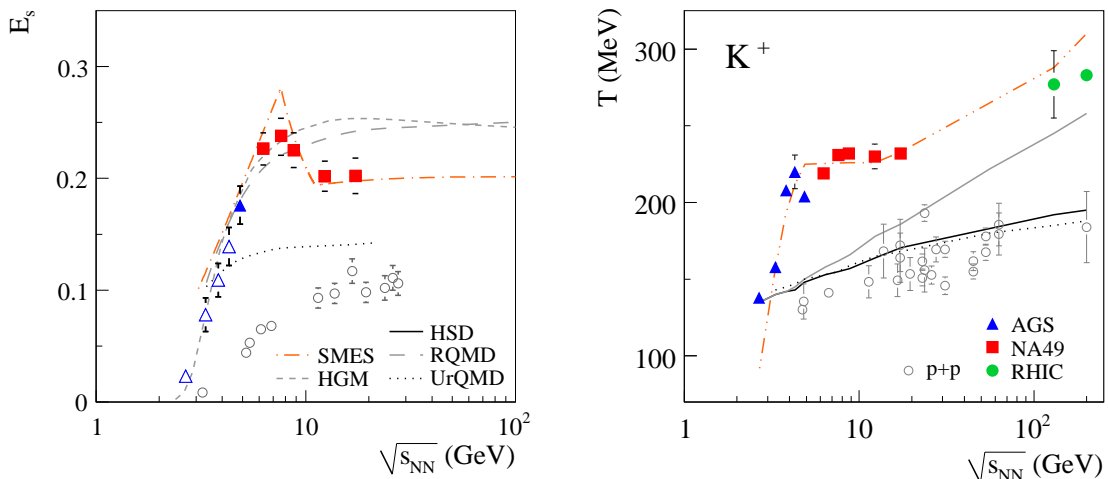 E_s
0.3
0.2
0.1
0
1
10
10^2
√s_NN (GeV)
SMES
HGM
HSD
RQMD
UrQMD
T (MeV)
K^+
300
200
100
1
10
10^2
√s_NN (GeV)
p+p
AGS
NA49
RHIC